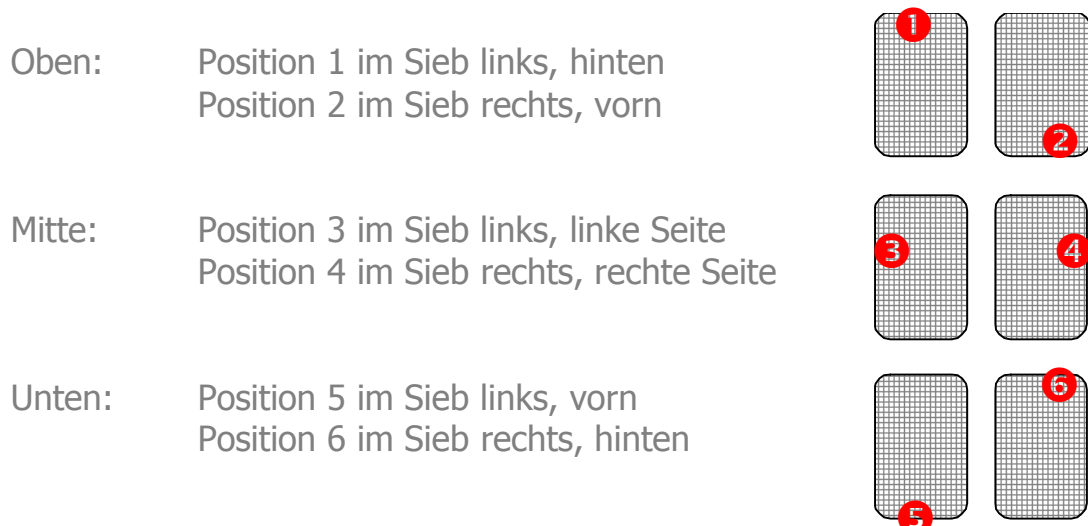 Oben: Position 1 im Sieb links, hinten
Position 2 im Sieb rechts, vorn
1
2
Mitte: Position 3 im Sieb links, linke Seite
Position 4 im Sieb rechts, rechte Seite
3 4
Unten: Position 5 im Sieb links, vorn
Position 6 im Sieb rechts, hinten
6
5